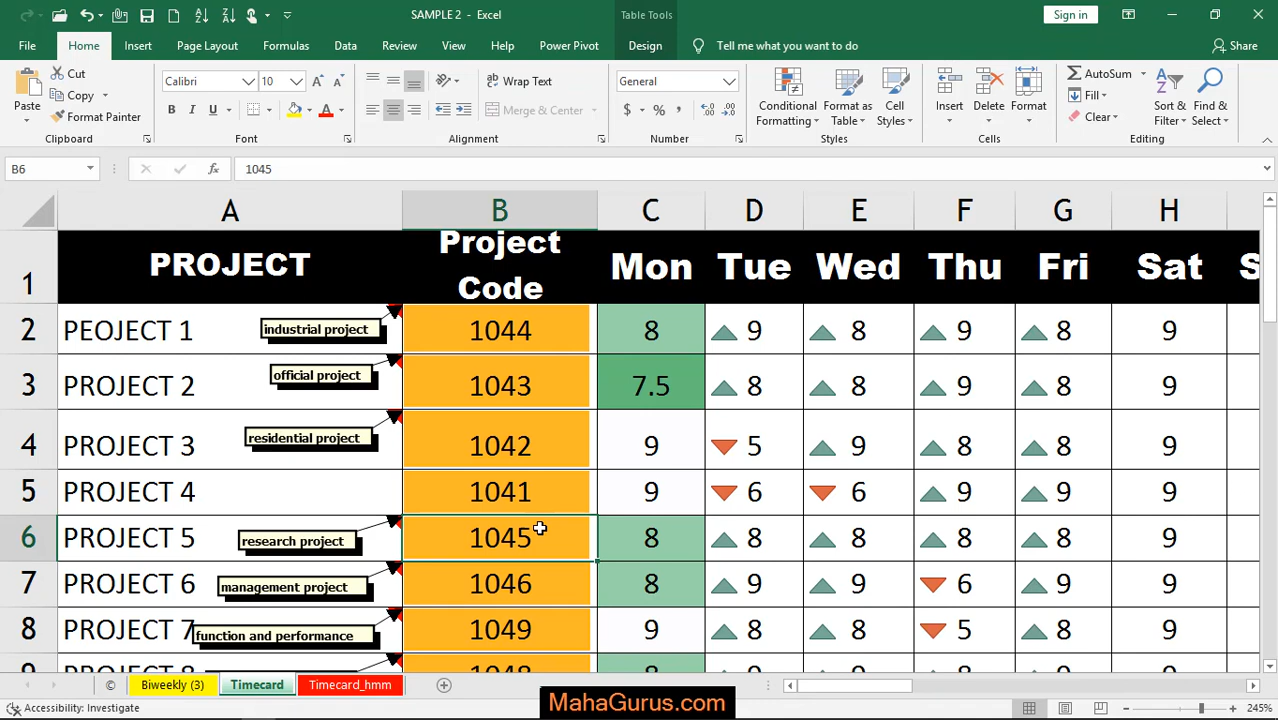 SAMPLE 2 - Excel
Table Tools
Sign in
File Home Insert Page Layout Formulas Data Review View Help Power Pivot Design Tell me what you want to do Share
Paste
Cut
Copy
Format Painter
Clipboard
Calibri 10
B I U
Font
Wrap Text
Merge & Center
Alignment
General
$ % ,
Number
Conditional
Formatting
Format as
Table
Cell
Styles
Styles
Insert Delete Format
Cells
AutoSum
Fill
Clear
Sort &
Filter
Find &
Select
Editing
B6 fx 1045
A B C D E F G H
1 PROJECT Project Code Mon Tue Wed Thu Fri Sat S
2 PEOJECT 1 industrial project 1044 8 9 8 9 8 9
3 PROJECT 2 official project 1043 7.5 8 8 9 8 9
4 PROJECT 3 residential project 1042 9 5 9 8 8 9
5 PROJECT 4 1041 9 6 6 9 8 9
6 PROJECT 5 research project 1045 8 8 8 8 8 9
7 PROJECT 6 management project 1046 8 9 9 6 9 9
8 PROJECT 7 function and performance 1049 9 8 8 5 8 9
© Biweekly (3) Timecard Timecard_hmm
Accessibility: Investigate
MahaGurus.com
245%